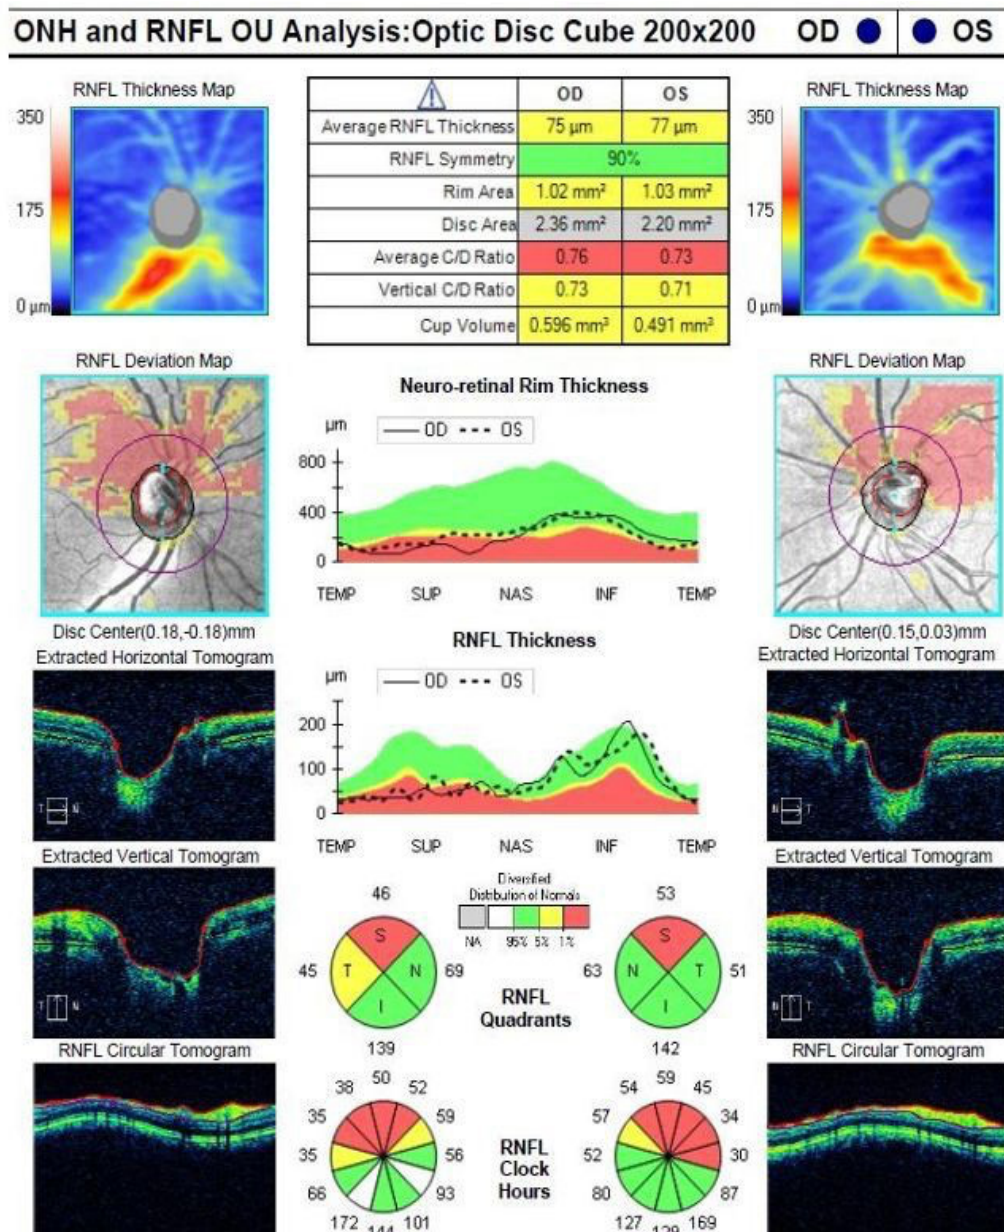 ONH and RNFL OU Analysis:Optic Disc Cube 200x200 OD OS
RNFL Thickness Map
350
175
0 µm
OD OS
Average RNFL Thickness 75 µm 77 µm
RNFL Symmetry 90%
Rim Area 1.02 mm² 1.03 mm²
Disc Area 2.36 mm² 2.20 mm²
Average C/D Ratio 0.76 0.73
Vertical C/D Ratio 0.73 0.71
Cup Volume 0.596 mm³ 0.491 mm³
RNFL Thickness Map
350
175
0 µm
RNFL Deviation Map
Disc Center(0.18,-0.18)mm
Neuro-retinal Rim Thickness
µm
OD OS
800
400
0
TEMP SUP NAS INF TEMP
RNFL Deviation Map
Disc Center(0.15,0.03)mm
Extracted Horizontal Tomogram
T N
RNFL Thickness
µm
OD OS
200
100
0
TEMP SUP NAS INF TEMP
Extracted Horizontal Tomogram
T N
Extracted Vertical Tomogram
T N
Diversified
Distribution of Normals
NA 95% 5% 1%
46
45 S T N I 69
139
RNFL
Quadrants
53
63 S N T I 51
142
Extracted Vertical Tomogram
T N
RNFL Circular Tomogram
50
38 52
35 59
35 56
66 93
172 101
144
RNFL
Clock
Hours
59
54 45
57 34
52 30
80 87
127 169
RNFL Circular Tomogram